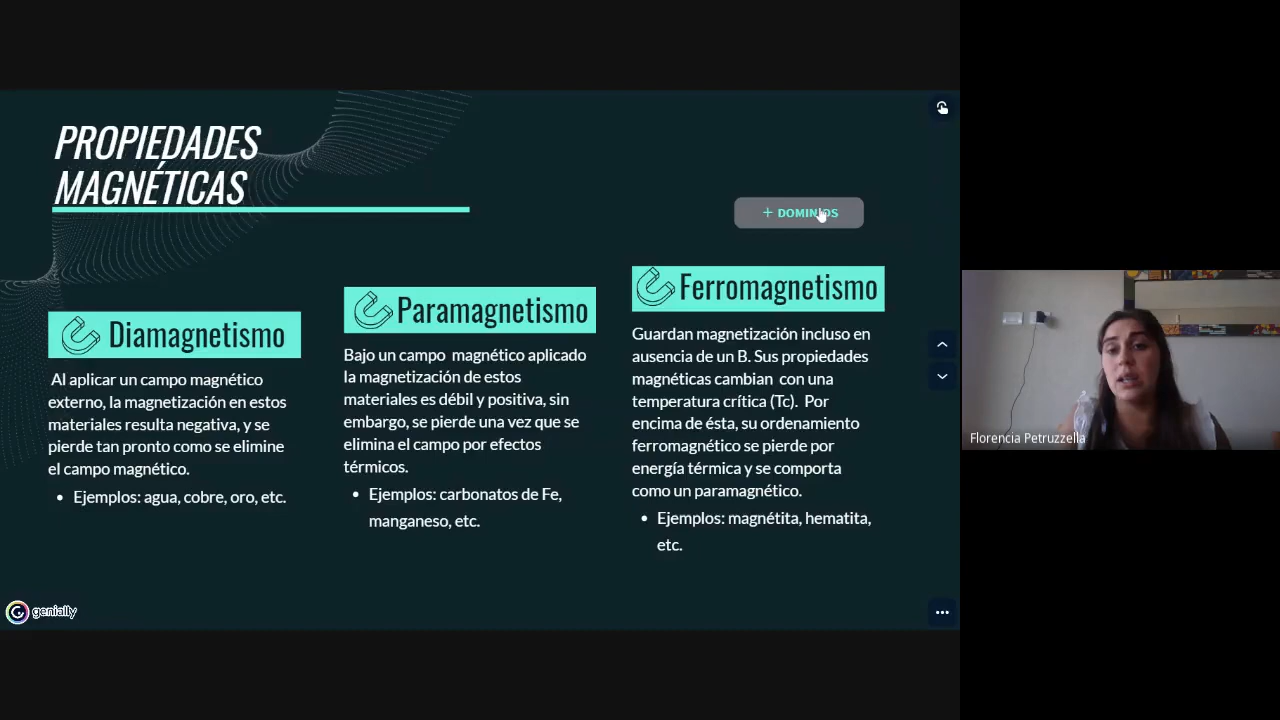 PROPIEDADES
MAGNÉTICAS
+ DOMINIOS
Diamagnetismo
Al aplicar un campo magnético
externo, la magnetización en estos
materiales resulta negativa, y se
pierde tan pronto como se elimine
el campo magnético.
• Ejemplos: agua, cobre, oro, etc.
Paramagnetismo
Bajo un campo magnético aplicado
la magnetización de estos
materiales es débil y positiva, sin
embargo, se pierde una vez que se
elimina el campo por efectos
térmicos.
• Ejemplos: carbonatos de Fe,
manganeso, etc.
Ferromagnetismo
Guardan magnetización incluso en
ausencia de un B. Sus propiedades
magnéticas cambian con una
temperatura crítica (Tc). Por
encima de ésta, su ordenamiento
ferromagnético se pierde por
energía térmica y se comporta
como un paramagnético.
• Ejemplos: magnétita, hematita,
etc.
genially
Florencia Petruzzella